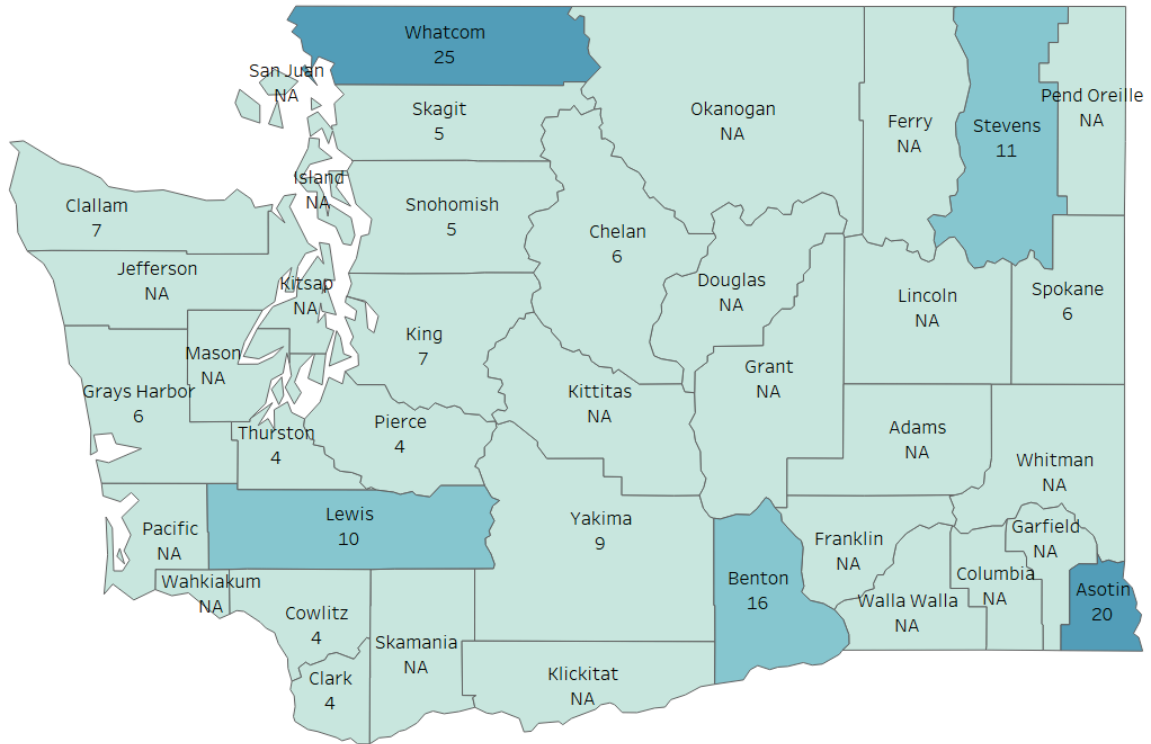 Whatcom
25
San Juan
NA
Skagit
5
Okanogan
NA
Ferry
NA
Stevens
11
Pend Oreille
NA
Island
NA
Clallam
7
Snohomish
5
Chelan
6
Jefferson
NA
Kitsap
NA
Douglas
NA
Lincoln
NA
Spokane
6
King
7
Mason
NA
Grant
NA
Grays Harbor
6
Kittitas
NA
Pierce
4
Thurston
4
Adams
NA
Whitman
NA
Lewis
10
Yakima
9
Pacific
NA
Franklin
NA
Garfield
NA
Wahkiakum
NA
Benton
16
Columbia
NA
Asotin
20
Cowlitz
4
Walla Walla
NA
Skamania
NA
Clark
4
Klickitat
NA